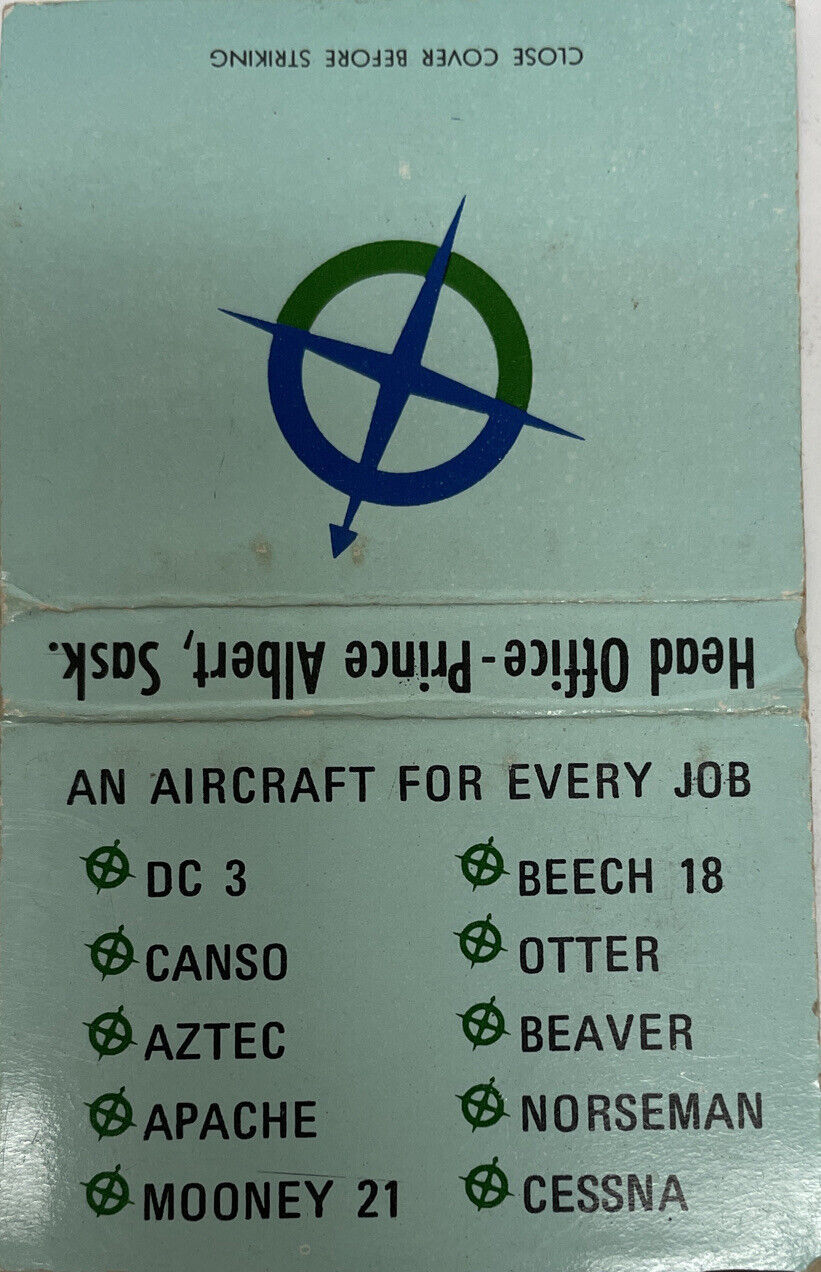 CLOSE COVER BEFORE STRIKING
Head Office - Prince Albert, Sask.
AN AIRCRAFT FOR EVERY JOB
DC 3
CANSO
AZTEC
APACHE
MOONEY 21
BEECH 18
OTTER
BEAVER
NORSEMAN
CESSNA